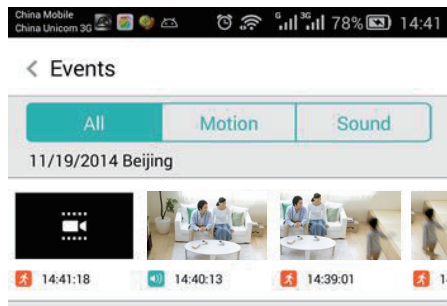 China Mobile
China Unicom 3G
G 3G 78% 14:41
Events
All Motion Sound
11/19/2014 Beijing
14:41:18 14:40:13 14:39:01